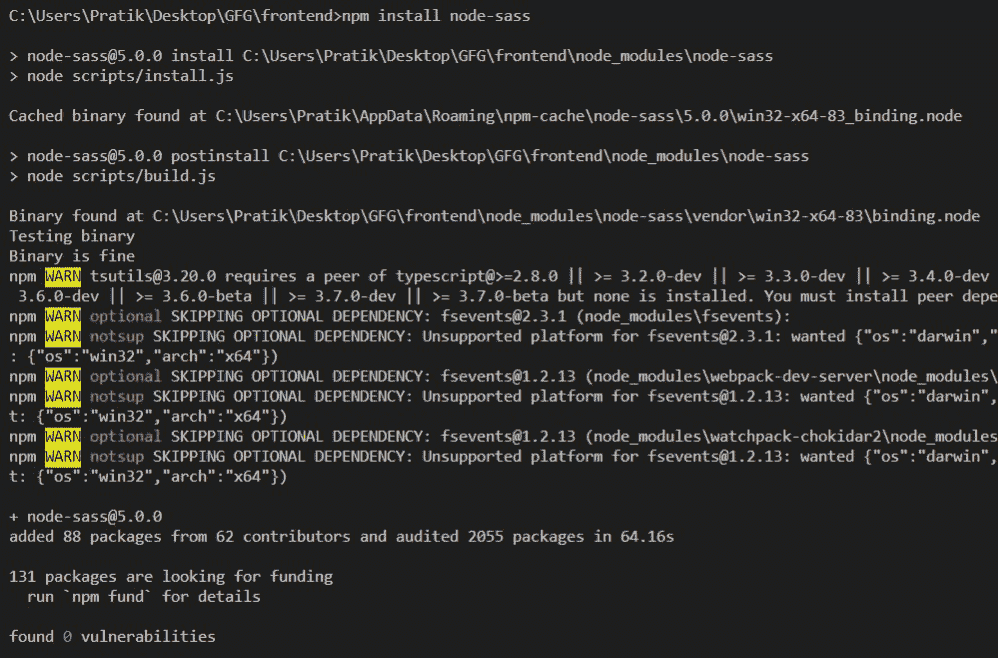 C:\Users\Pratik\Desktop\GFG\frontend>npm install node-sass
> node-sass@5.0.0 install C:\Users\Pratik\Desktop\GFG\frontend\node_modules\node-sass
> node scripts/install.js
Cached binary found at C:\Users\Pratik\AppData\Roaming\npm-cache\node-sass\5.0.0\win32-x64-83_binding.node
> node-sass@5.0.0 postinstall C:\Users\Pratik\Desktop\GFG\frontend\node_modules\node-sass
> node scripts/build.js
Binary found at C:\Users\Pratik\Desktop\GFG\frontend\node_modules\node-sass\vendor\win32-x64-83\binding.node
Testing binary
Binary is fine
npm WARN tsutils@3.20.0 requires a peer of typescript@>=2.8.0 || >= 3.2.0-dev || >= 3.3.0-dev || >= 3.4.0-dev
3.6.0-dev || >= 3.6.0-beta || >= 3.7.0-dev || >= 3.7.0-beta but none is installed. You must install peer depe
npm WARN optional SKIPPING OPTIONAL DEPENDENCY: fsevents@2.3.1 (node_modules\fsevents):
npm WARN notsup SKIPPING OPTIONAL DEPENDENCY: Unsupported platform for fsevents@2.3.1: wanted {"os":"darwin","
: {"os":"win32","arch":"x64"})
npm WARN optional SKIPPING OPTIONAL DEPENDENCY: fsevents@1.2.13 (node_modules\webpack-dev-server\node_modules\
npm WARN notsup SKIPPING OPTIONAL DEPENDENCY: Unsupported platform for fsevents@1.2.13: wanted {"os":"darwin",
t: {"os":"win32","arch":"x64"})
npm WARN optional SKIPPING OPTIONAL DEPENDENCY: fsevents@1.2.13 (node_modules\watchpack-chokidar2\node_modules
npm WARN notsup SKIPPING OPTIONAL DEPENDENCY: Unsupported platform for fsevents@1.2.13: wanted {"os":"darwin",
t: {"os":"win32","arch":"x64"})
+ node-sass@5.0.0
added 88 packages from 62 contributors and audited 2055 packages in 64.16s
131 packages are looking for funding
run `npm fund` for details
found 0 vulnerabilities